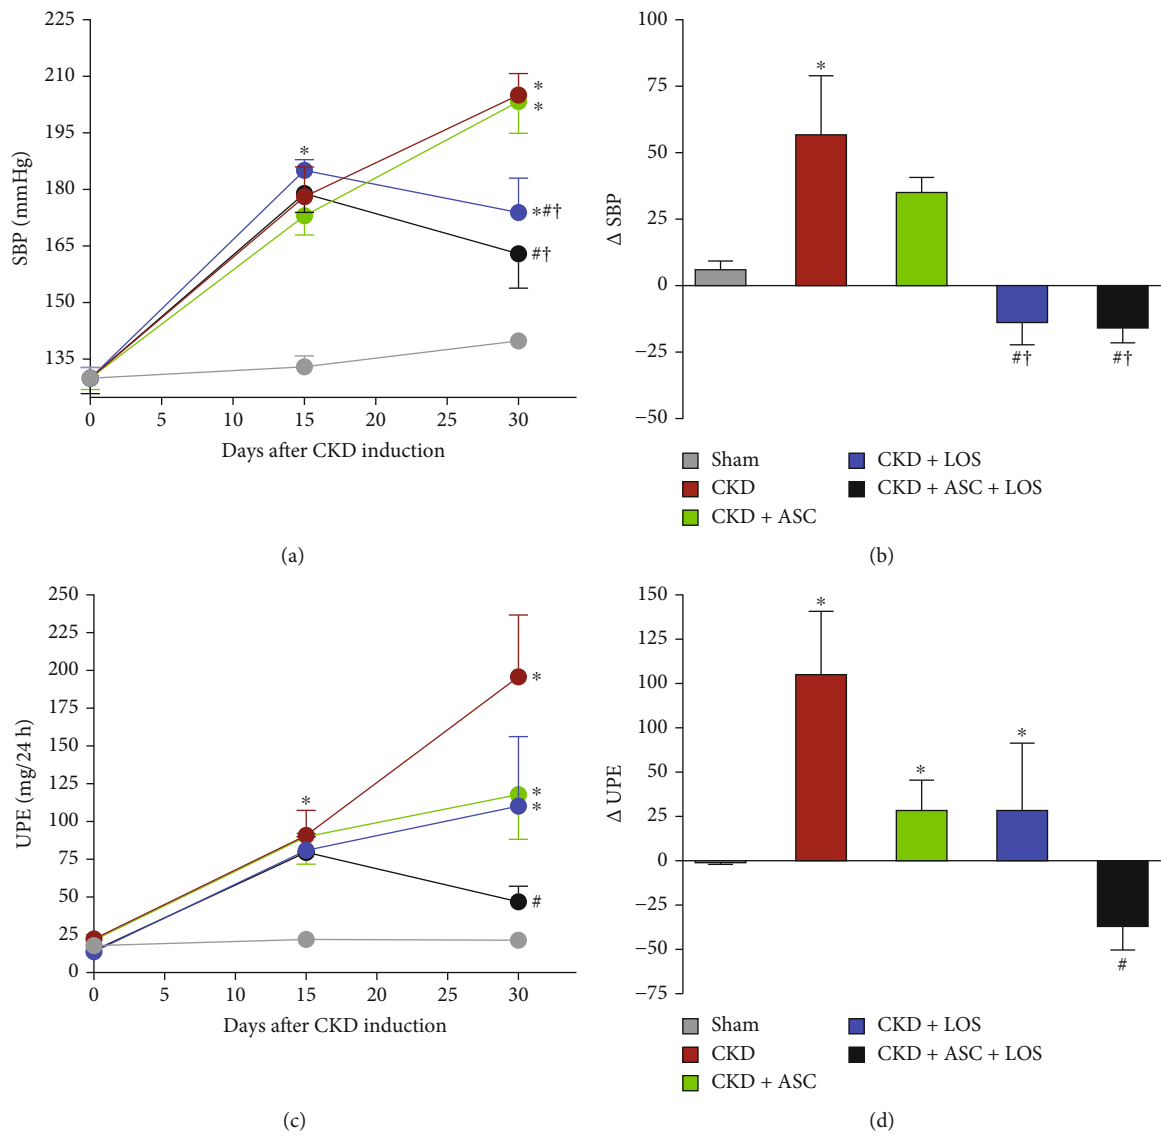 225
210
195
180
165
150
135
SBP (mmHg)
0 5 10 15 20 25 30
Days after CKD induction
*
*
*
*#†
#†
(a)
100
75
50
25
0
−25
−50
Δ SBP
*
#†
#†
Sham
CKD
CKD + ASC
CKD + LOS
CKD + ASC + LOS
(b)
250
225
200
175
150
125
100
75
50
25
0
UPE (mg/24 h)
0 5 10 15 20 25 30
Days after CKD induction
*
*
*
*
#
(c)
150
125
100
100
50
25
0
−25
−50
−75
Δ UPE
*
*
*
#
Sham
CKD
CKD + ASC
CKD + LOS
CKD + ASC + LOS
(d)